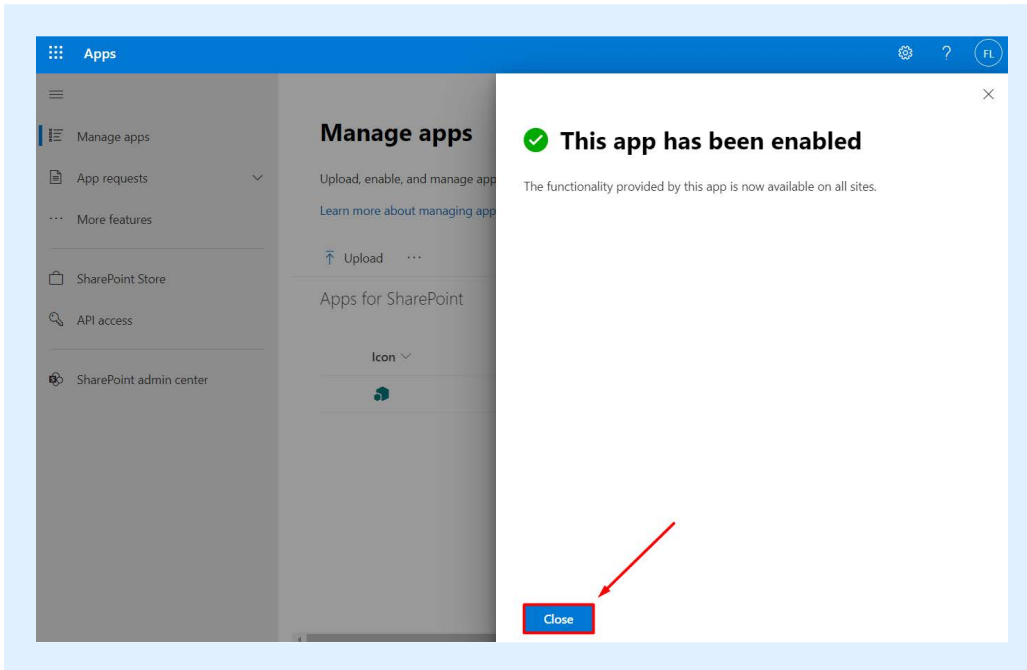 Apps
?
FL
Manage apps
App requests
More features
SharePoint Store
API access
SharePoint admin center
Manage apps
Upload, enable, and manage app
Learn more about managing app
Upload
Apps for SharePoint
Icon
This app has been enabled
The functionality provided by this app is now available on all sites.
Close